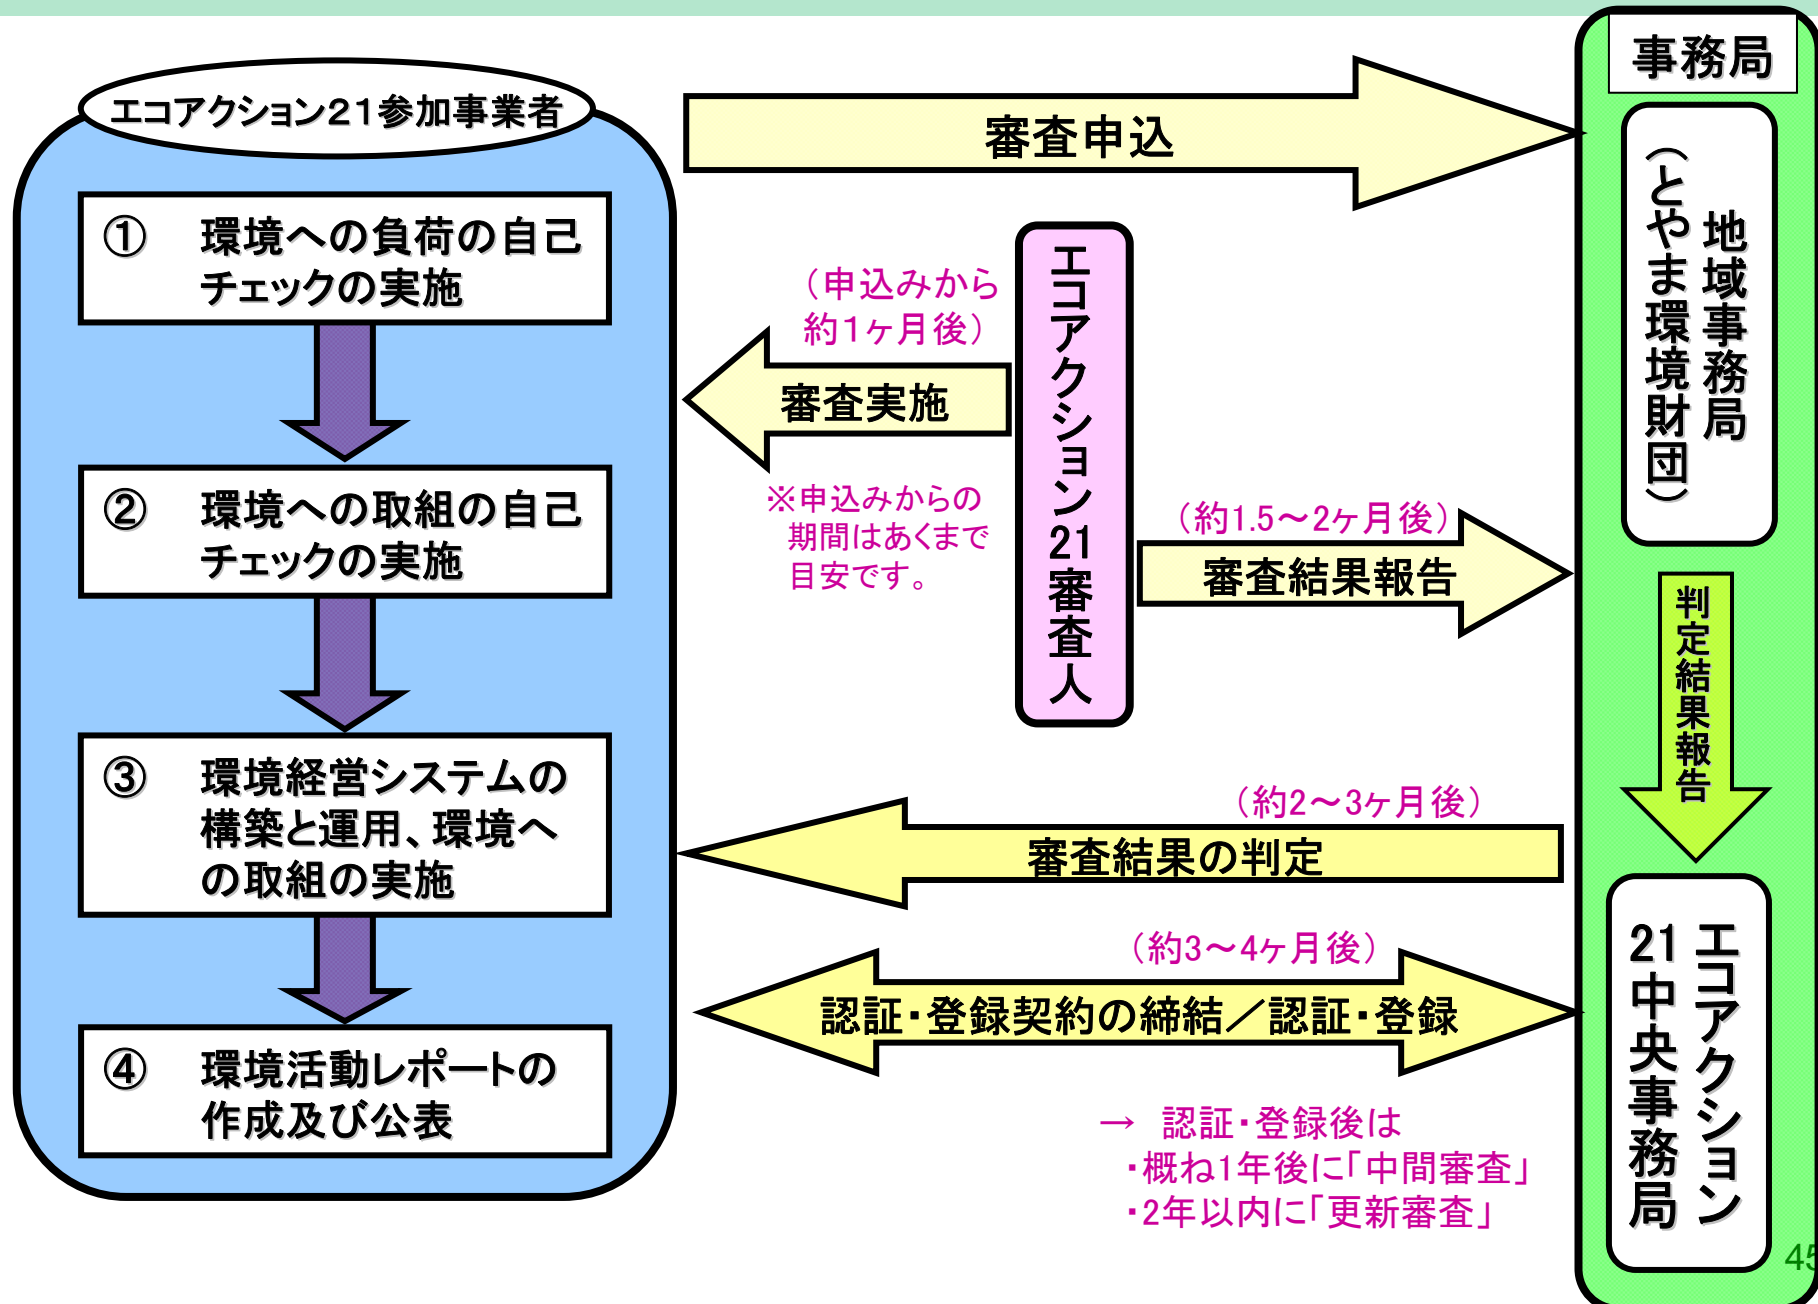 エコアクション21参加事業者
① 環境への負荷の自己
チェックの実施
② 環境への取組の自己
チェックの実施
③ 環境経営システムの
構築と運用、環境へ
の取組の実施
④ 環境活動レポートの
作成及び公表
審査申込
（申込みから
約1ヶ月後）
審査実施
※申込みからの
期間はあくまで
目安です。
エコアクション21審査人
（約1.5～2ヶ月後）
審査結果報告
（約2～3ヶ月後）
審査結果の判定
（約3～4ヶ月後）
認証・登録契約の締結／認証・登録
→ 認証・登録後は
・概ね1年後に「中間審査」
・2年以内に「更新審査」
事務局
地域事務局
（とやま環境財団）
判定結果報告
エコアクション
21中央事務局
45